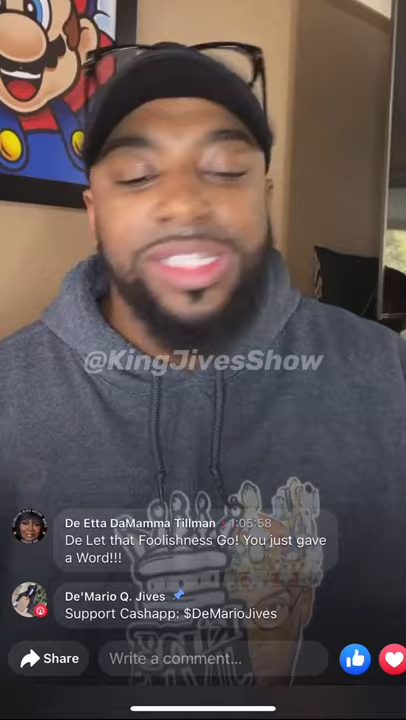 @KingJivesShow
De Etta DaMamma Tillman 1:05:58
De Let that Foolishness Go! You just gave
a Word!!!
De'Mario Q. Jives
Support Cashapp: $DeMarioJives
Share
Write a comment...